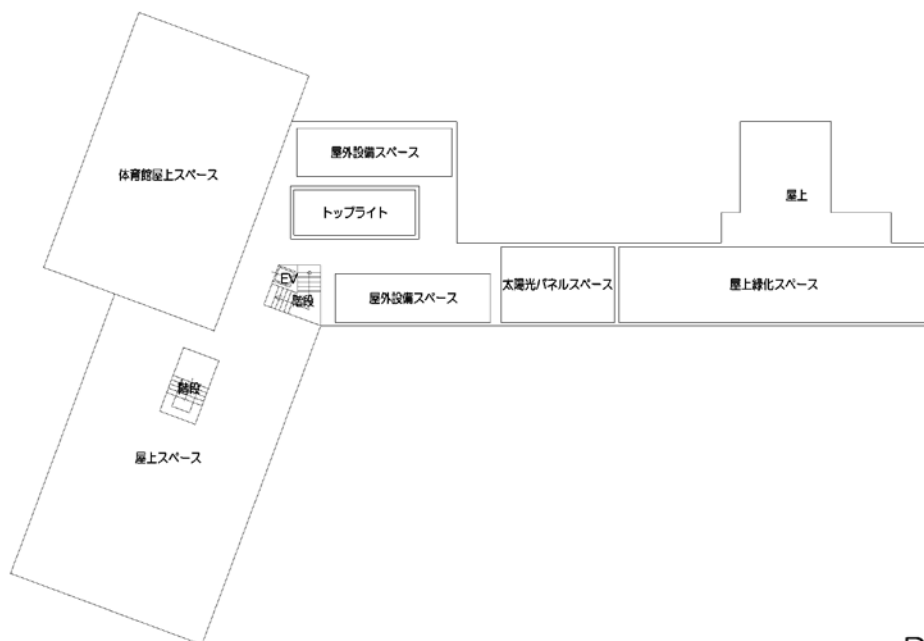 屋外設備スペース
体育館屋上スペース
屋上
トップライト
EV
階段
屋外設備スペース
太陽光パネルスペース
屋上緑化スペース
階段
屋上スペース